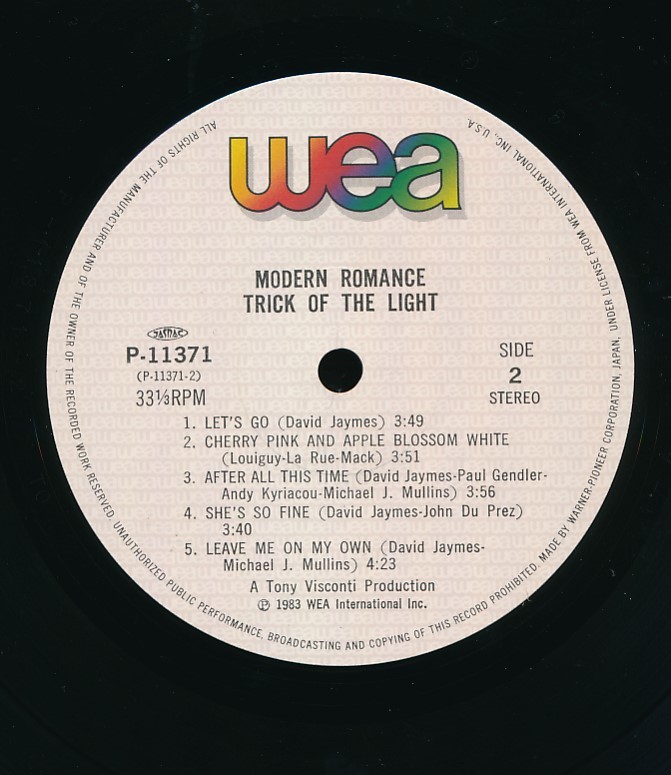 wea
MODERN ROMANCE
TRICK OF THE LIGHT
JASRAC
P-11371
(P-11371-2)
33⅓RPM
SIDE
2
STEREO
1. LET'S GO (David Jaymes) 3:49
2. CHERRY PINK AND APPLE BLOSSOM WHITE
(Louiguy-La Rue-Mack) 3:51
3. AFTER ALL THIS TIME (David Jaymes-Paul Gendler-
Andy Kyriacou-Michael J. Mullins) 3:56
4. SHE'S SO FINE (David Jaymes-John Du Prez)
3:40
5. LEAVE ME ON MY OWN (David Jaymes-
Michael J. Mullins) 4:23
A Tony Visconti Production
℗ 1983 WEA International Inc.
ALL RIGHTS OF THE MANUFACTURER AND OF THE OWNER OF THE RECORDED WORK RESERVED. UNAUTHORIZED PUBLIC PERFORMANCE, BROADCASTING AND COPYING OF THIS RECORD PROHIBITED. MADE BY WARNER-PIONEER CORPORATION, JAPAN, UNDER LICENSE FROM WEA INTERNATIONAL INC., U.S.A.